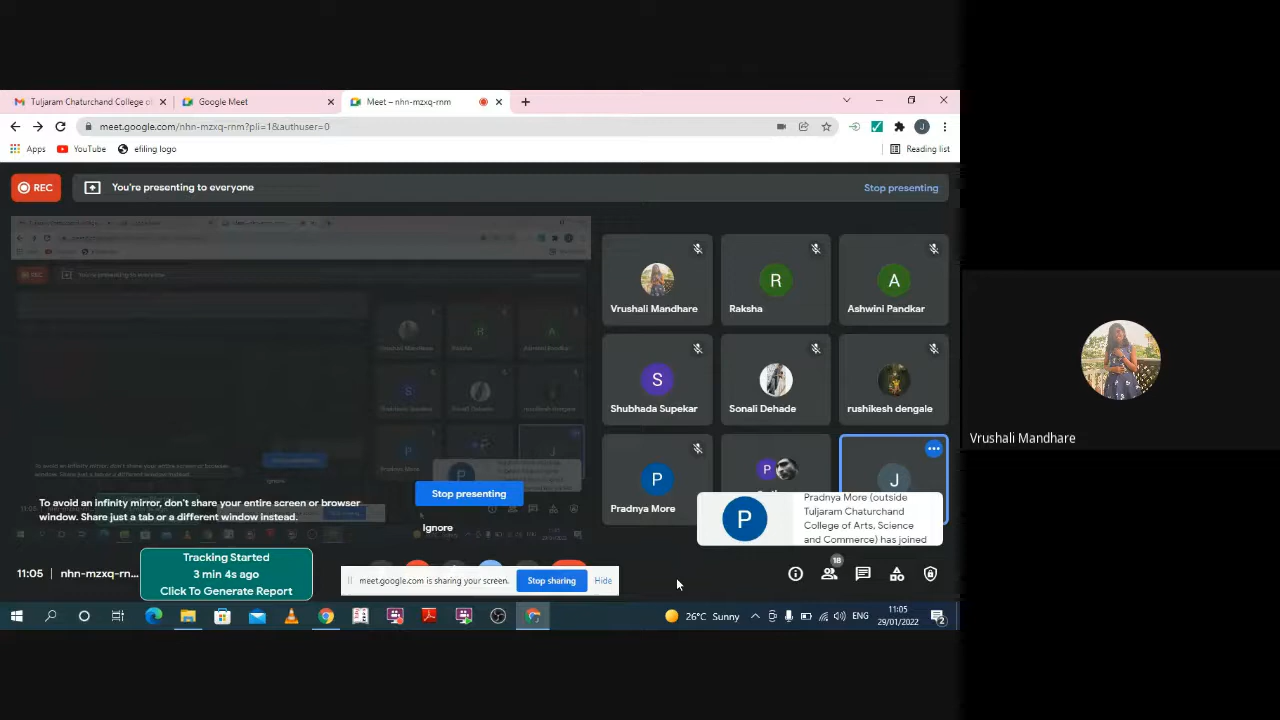 Tuljaram Chaturchand College of
Google Meet
Meet – nhn-mzxq-rnm
meet.google.com/nhn-mzxq-rnm?pli=1&authuser=0
J
Apps
YouTube
efiling logo
Reading list
REC
You're presenting to everyone
Stop presenting
Vrushali Mandhare
R
Raksha
A
Ashwini Pandkar
S
Shubhada Supekar
Sonali Dehade
rushikesh dengale
P
Pradnya More
P
J
P
Pradnya More (outside
Tuljaram Chaturchand
College of Arts, Science
and Commerce) has joined
To avoid an infinity mirror, don't share your entire screen or browser
window. Share just a tab or a different window instead.
Stop presenting
Ignore
11:05
nhn-mzxq-rn...
Tracking Started
3 min 4s ago
Click To Generate Report
meet.google.com is sharing your screen.
Stop sharing
Hide
18
26°C Sunny
ENG
11:05
29/01/2022
2
Vrushali Mandhare